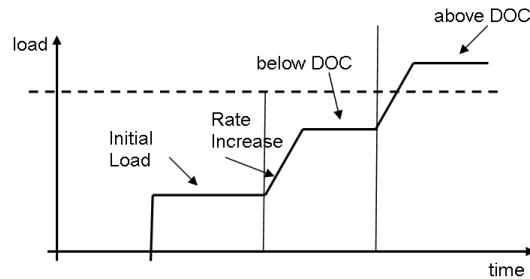 above DOC
load
below DOC
Rate
Increase
Initial
Load
time